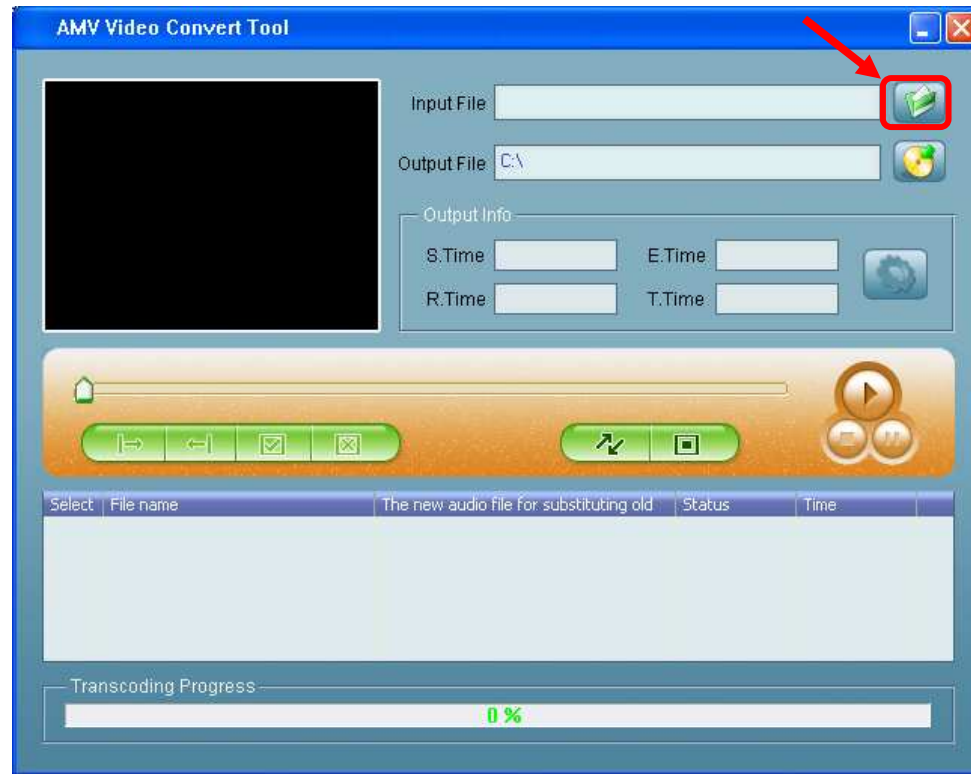 AMV Video Convert Tool
Input File
Output File C:\
Output Info
S.Time E.Time
R.Time T.Time
Select File name The new audio file for substituting old Status Time
Transcoding Progress
0 %